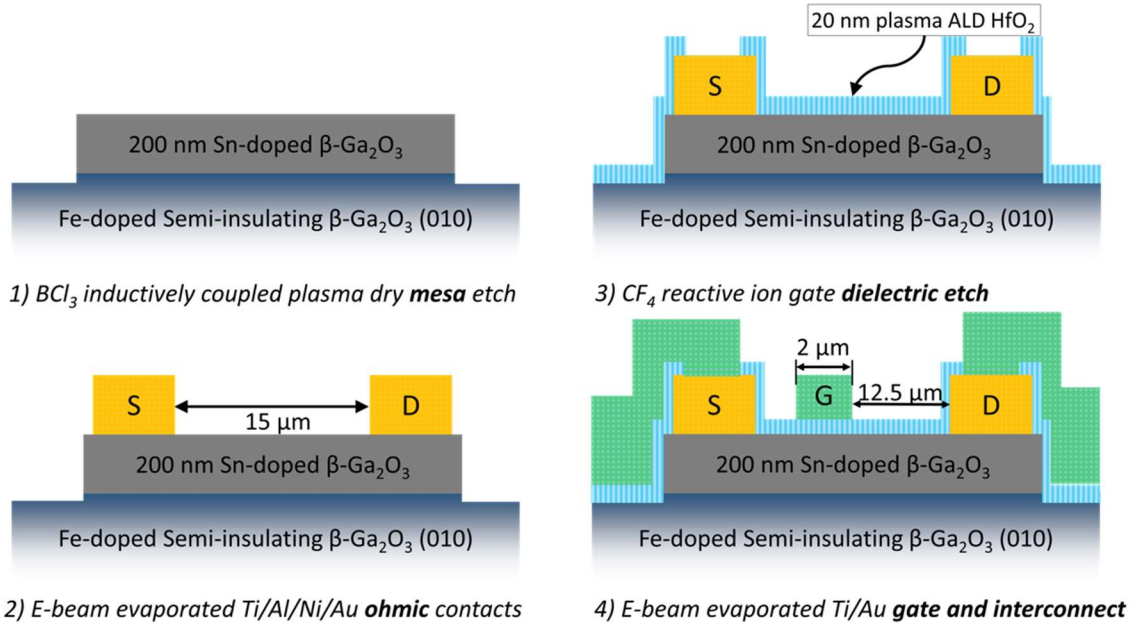 200 nm Sn-doped β-Ga₂O₃
Fe-doped Semi-insulating β-Ga₂O₃ (010)
1) BCl₃ inductively coupled plasma dry mesa etch
S
D
15 μm
200 nm Sn-doped β-Ga₂O₃
Fe-doped Semi-insulating β-Ga₂O₃ (010)
2) E-beam evaporated Ti/Al/Ni/Au ohmic contacts
20 nm plasma ALD HfO₂
S
D
200 nm Sn-doped β-Ga₂O₃
Fe-doped Semi-insulating β-Ga₂O₃ (010)
3) CF₄ reactive ion gate dielectric etch
2 μm
S
G
12.5 μm
D
200 nm Sn-doped β-Ga₂O₃
Fe-doped Semi-insulating β-Ga₂O₃ (010)
4) E-beam evaporated Ti/Au gate and interconnect